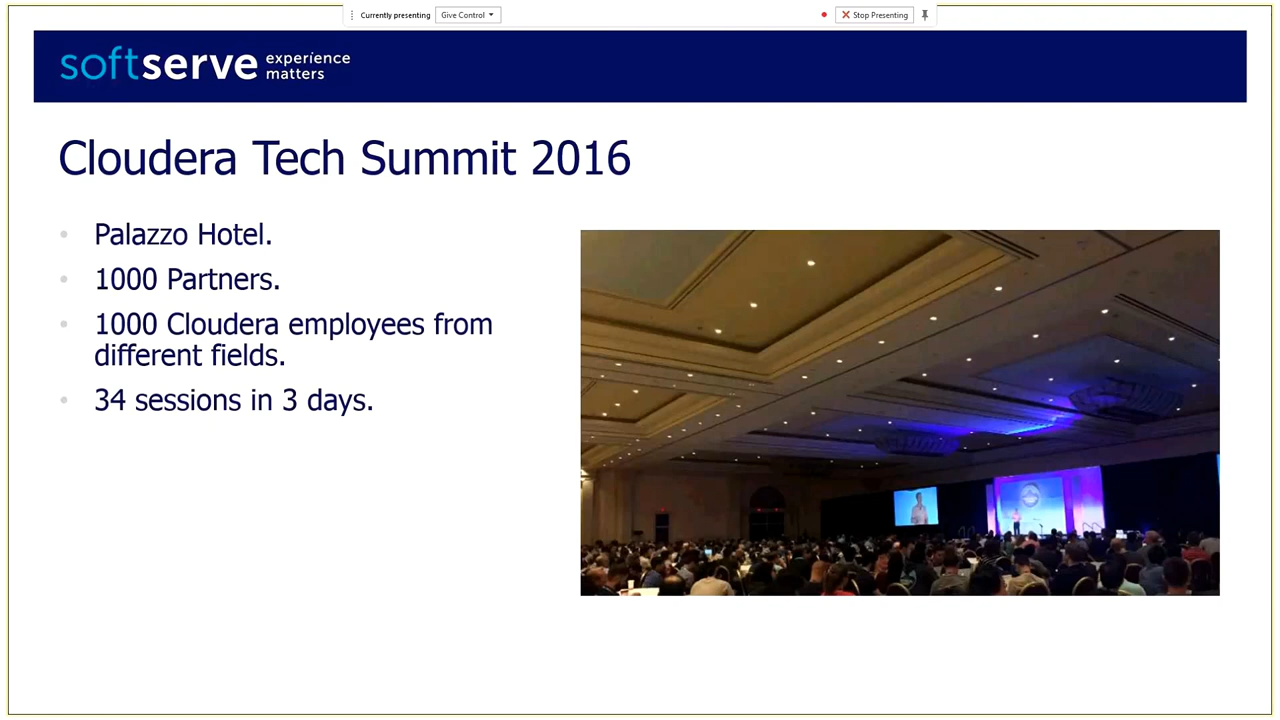 Currently presenting Give Control Stop Presenting
softserve experience matters
Cloudera Tech Summit 2016
• Palazzo Hotel.
• 1000 Partners.
• 1000 Cloudera employees from
different fields.
• 34 sessions in 3 days.